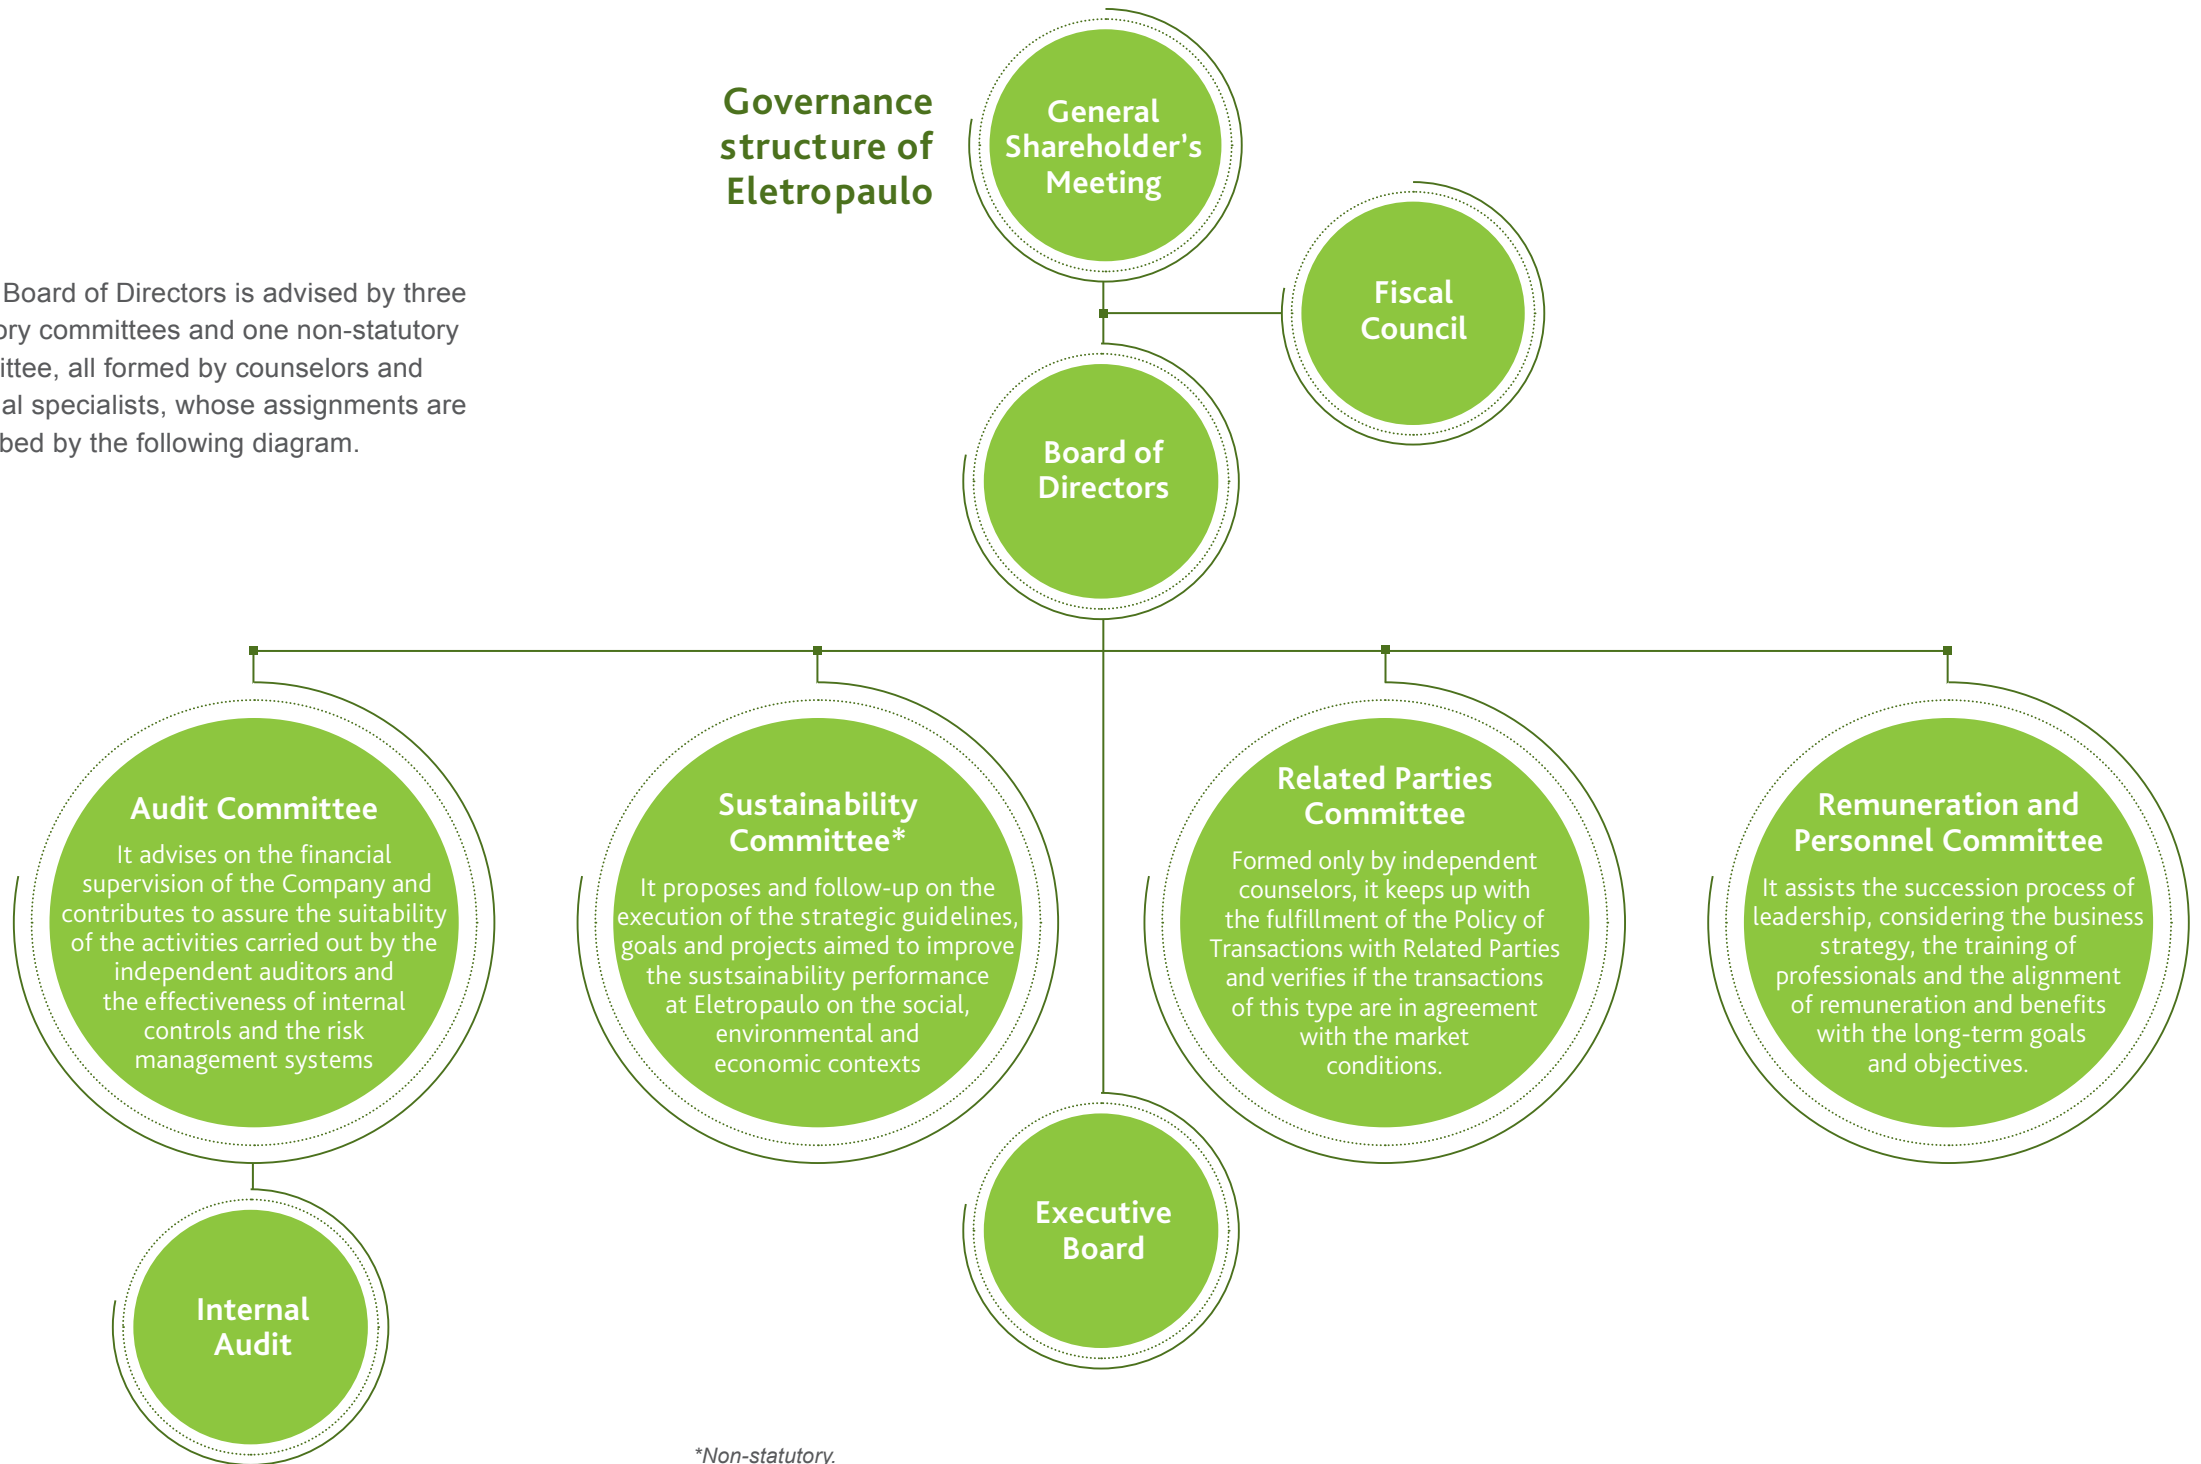 Governance
structure of
Eletropaulo
General
Shareholder's
Meeting
Fiscal
Council
Board of Directors is advised by three
ory committees and one non-statutory
ittee, all formed by counselors and
al specialists, whose assignments are
bed by the following diagram.
Board of
Directors
Audit Committee
It advises on the financial
supervision of the Company and
contributes to assure the suitability
of the activities carried out by the
independent auditors and
the effectiveness of internal
controls and the risk
management systems
Sustainability
Committee*
It proposes and follow-up on the
execution of the strategic guidelines,
goals and projects aimed to improve
the sustsainability performance
at Eletropaulo on the social,
environmental and
economic contexts
Related Parties
Committee
Formed only by independent
counselors, it keeps up with
the fulfillment of the Policy of
Transactions with Related Parties
and verifies if the transactions
of this type are in agreement
with the market
conditions.
Remuneration and
Personnel Committee
It assists the succession process of
leadership, considering the business
strategy, the training of
professionals and the alignment
of remuneration and benefits
with the long-term goals
and objectives.
Executive
Board
Internal
Audit
*Non-statutory.